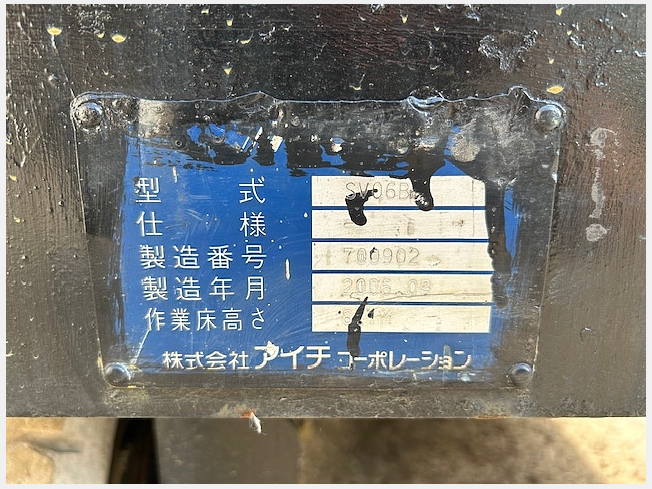 型式 SV06B
仕様
製造番号 700902
製造年月 2006.08
作業床高さ
株式会社アイチコーポレーション